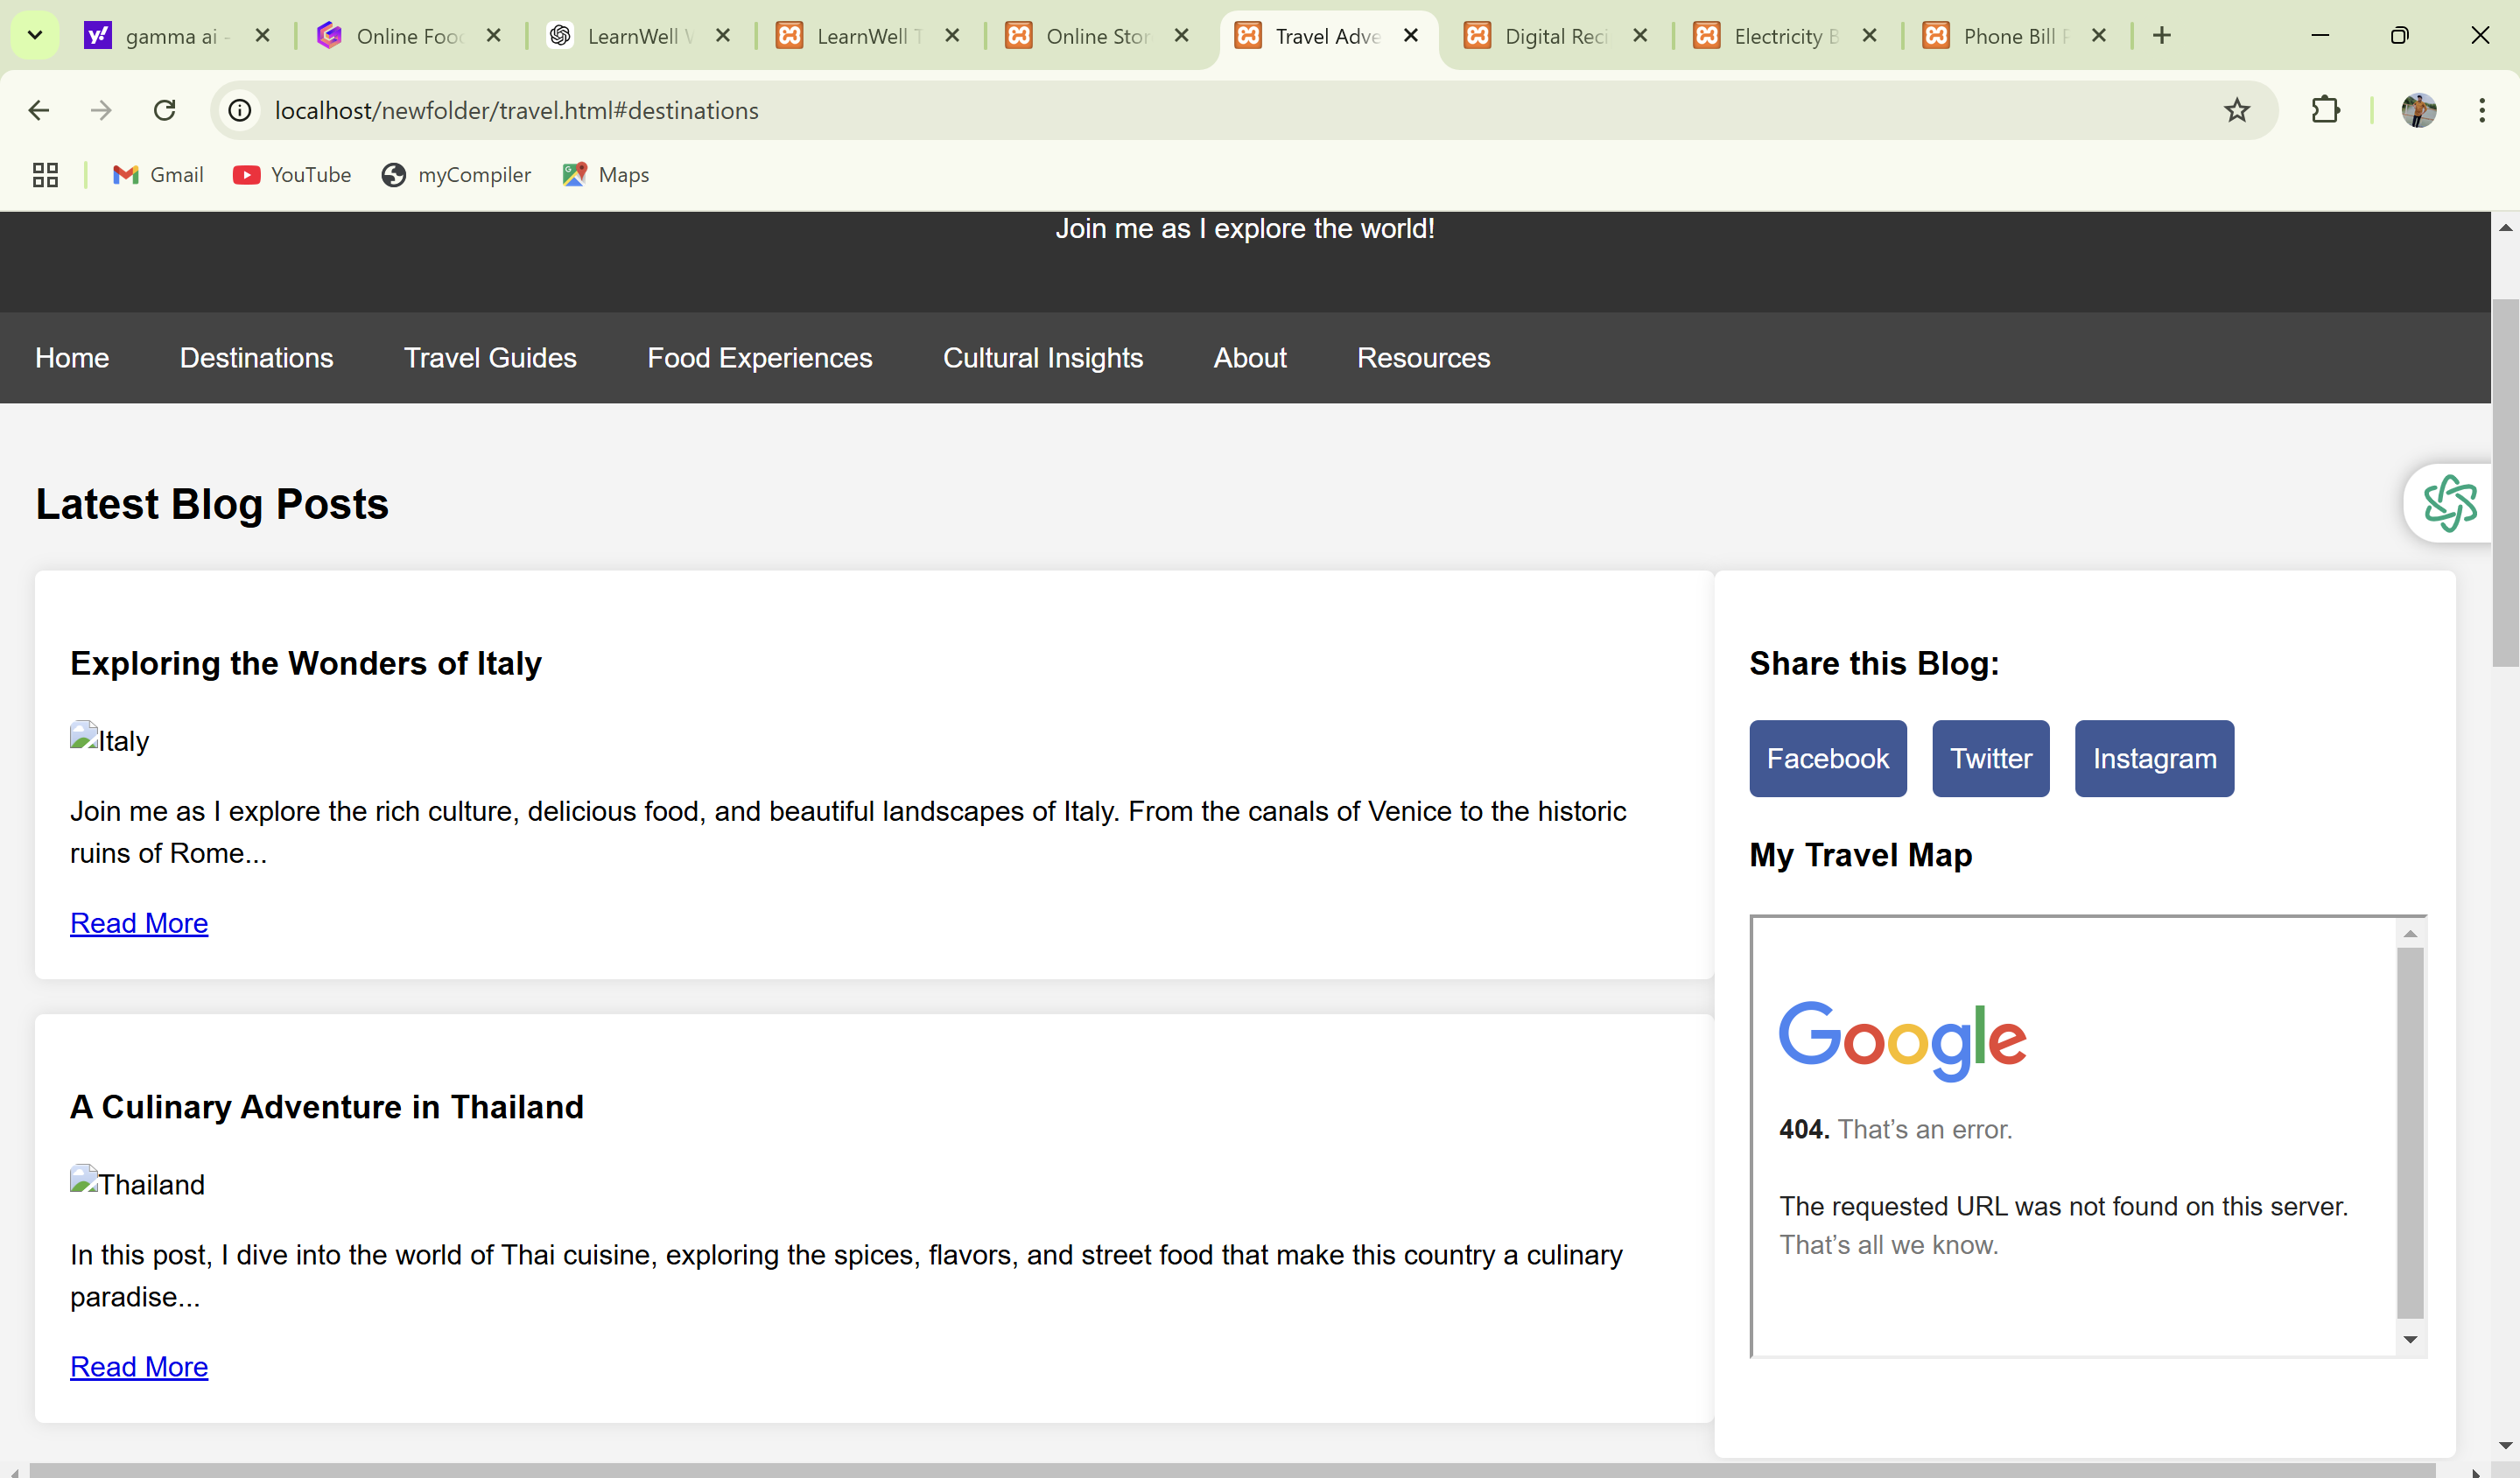 gamma ai -
Online Food
LearnWell W
LearnWell T
Online Stor
Travel Adve
Digital Reci
Electricity B
Phone Bill P
localhost/newfolder/travel.html#destinations
Gmail
YouTube
myCompiler
Maps
Join me as I explore the world!
Home
Destinations
Travel Guides
Food Experiences
Cultural Insights
About
Resources
Latest Blog Posts
Exploring the Wonders of Italy
Italy
Join me as I explore the rich culture, delicious food, and beautiful landscapes of Italy. From the canals of Venice to the historic
ruins of Rome...
Read More
A Culinary Adventure in Thailand
Thailand
In this post, I dive into the world of Thai cuisine, exploring the spices, flavors, and street food that make this country a culinary
paradise...
Read More
Share this Blog:
Facebook
Twitter
Instagram
My Travel Map
Google
404. That’s an error.
The requested URL was not found on this server.
That’s all we know.